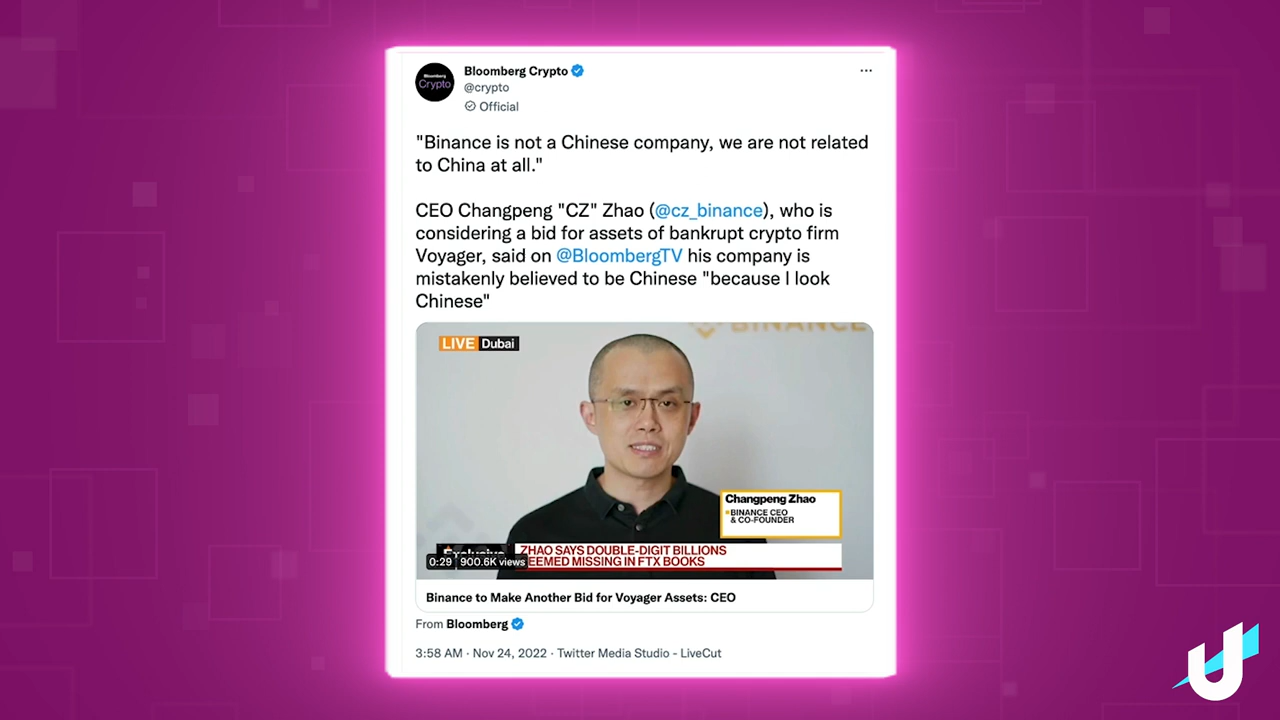 Bloomberg Crypto
@crypto
Official
"Binance is not a Chinese company, we are not related
to China at all."
CEO Changpeng "CZ" Zhao (@cz_binance), who is
considering a bid for assets of bankrupt crypto firm
Voyager, said on @BloombergTV his company is
mistakenly believed to be Chinese "because I look
Chinese"
BINANCE
LIVE Dubai
Changpeng Zhao
BINANCE CEO
& CO-FOUNDER
Exclusive
ZHAO SAYS DOUBLE-DIGIT BILLIONS
EEMED MISSING IN FTX BOOKS
0:29 900.6K views
Binance to Make Another Bid for Voyager Assets: CEO
From Bloomberg
3:58 AM · Nov 24, 2022 · Twitter Media Studio - LiveCut